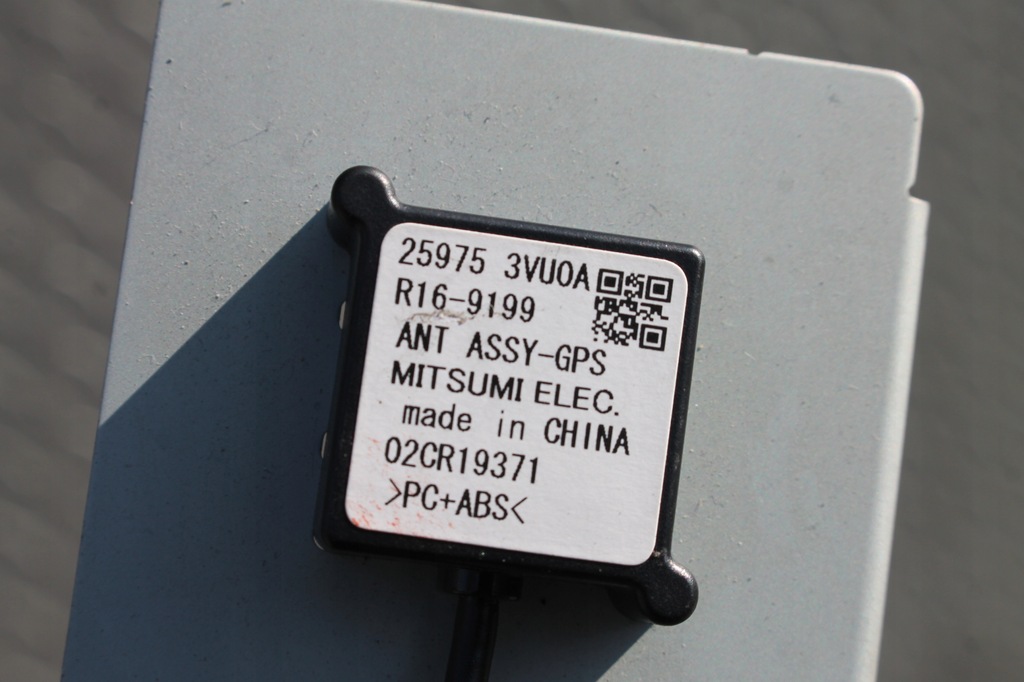 25975 3VU0A
R16-9199
ANT ASSY-GPS
MITSUMI ELEC.
made in CHINA
02CR19371
>PC+ABS<